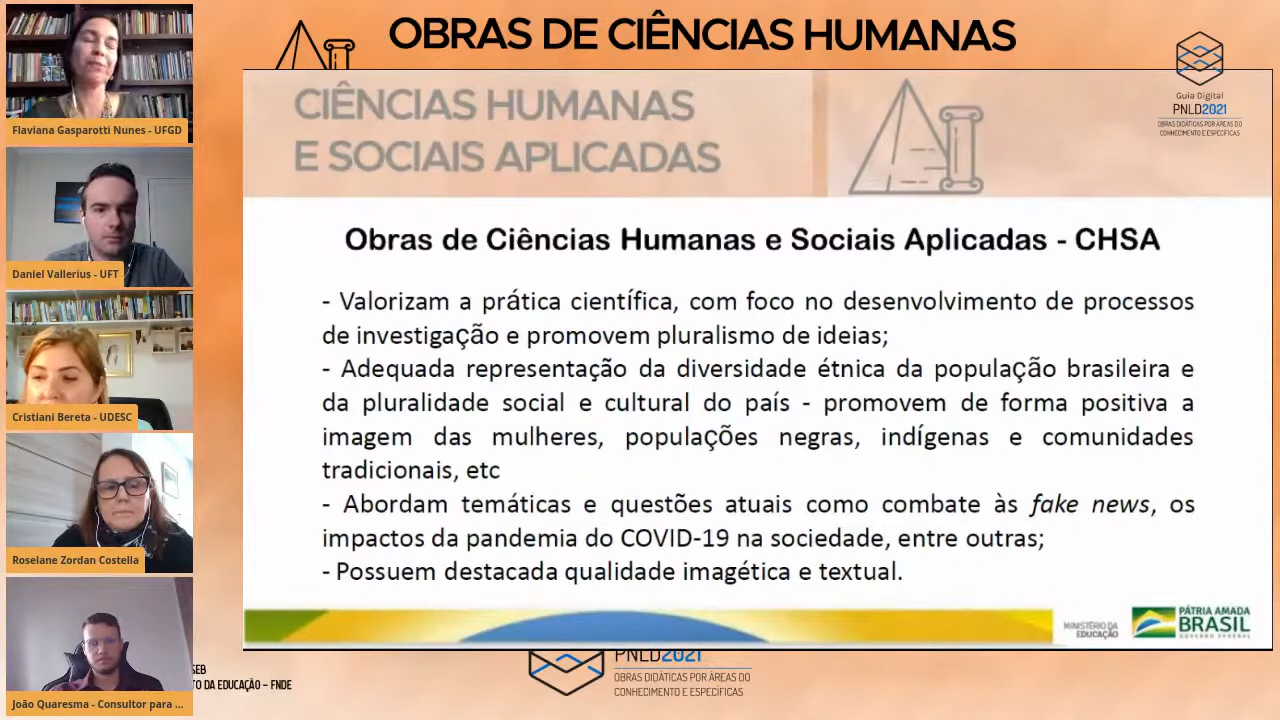 OBRAS DE CIÊNCIAS HUMANAS
Guia Digital
PNLD2021
OBRAS DIDÁTICAS POR ÁREAS DO
CONHECIMENTO E ESPECÍFICAS
CIÊNCIAS HUMANAS
E SOCIAIS APLICADAS
Obras de Ciências Humanas e Sociais Aplicadas - CHSA
- Valorizam a prática científica, com foco no desenvolvimento de processos
de investigação e promovem pluralismo de ideias;
- Adequada representação da diversidade étnica da população brasileira e
da pluralidade social e cultural do país - promovem de forma positiva a
imagem das mulheres, populações negras, indígenas e comunidades
tradicionais, etc
- Abordam temáticas e questões atuais como combate às fake news, os
impactos da pandemia do COVID-19 na sociedade, entre outras;
- Possuem destacada qualidade imagética e textual.
MINISTÉRIO DA
EDUCAÇÃO
PÁTRIA AMADA
BRASIL
GOVERNO FEDERAL
Flaviana Gasparotti Nunes - UFGD
Daniel Vallerius - UFT
Cristiani Bereta - UDESC
Roselane Zordan Costella
João Quaresma - Consultor para ...
SEB
TO DA EDUCAÇÃO – FNDE
PNLD2021
OBRAS DIDÁTICAS POR ÁREAS DO
CONHECIMENTO E ESPECÍFICAS